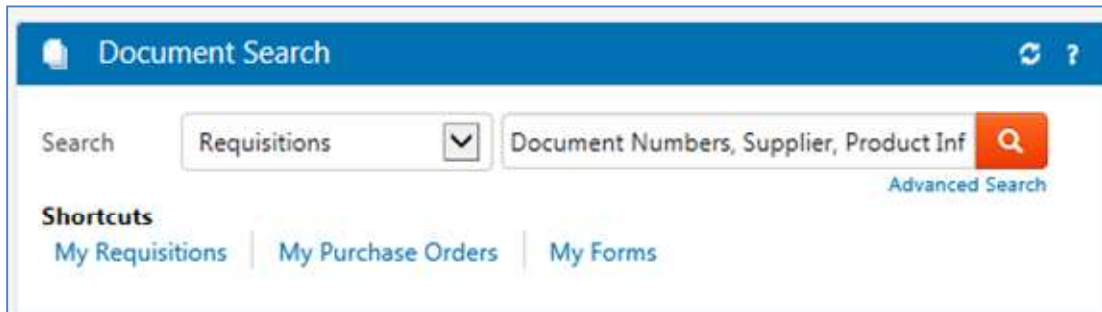 Document Search ?
Search Requisitions Document Numbers, Supplier, Product Inf
Advanced Search
Shortcuts
My Requisitions My Purchase Orders My Forms